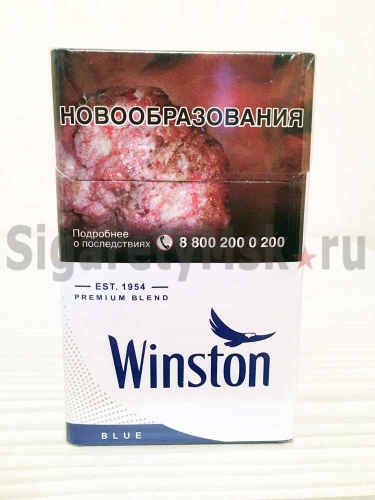 НОВООБРАЗОВАНИЯ
Подробнее
о последствиях 8 800 200 0 200
SigaretyMsk★ru
EST. 1954
PREMIUM BLEND
Winston
BLUE